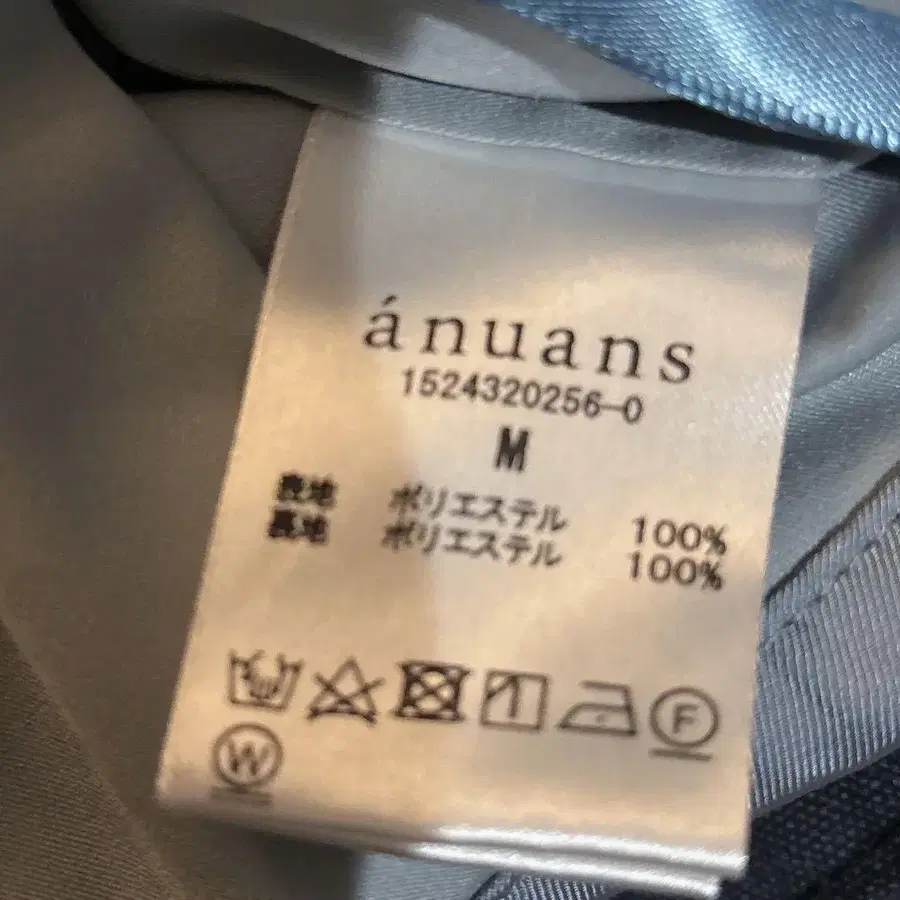 ánuans
1524320256-0
M
表地 ポリエステル 100%
裏地 ポリエステル 100%
F
W